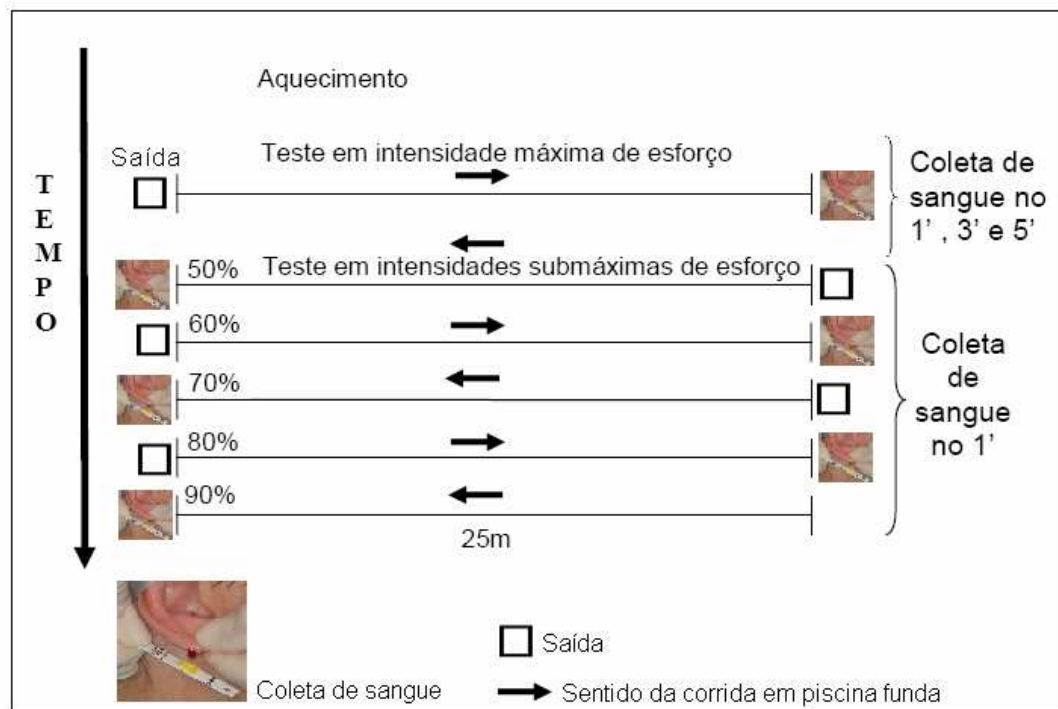 Aquecimento
TEMPO
Saída
Teste em intensidade máxima de esforço
Coleta de
sangue no
1' , 3' e 5'
50%
Teste em intensidades submáximas de esforço
60%
70%
80%
90%
Coleta
de
sangue
no 1'
25m
Saída
Coleta de sangue
Sentido da corrida em piscina funda